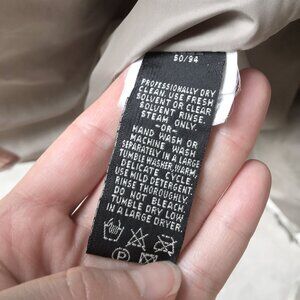 50/94
PROFESSIONALLY DRY
CLEAN. USE FRESH
SOLVENT OR CLEAR
SOLVENT RINSE.
STEAM ONLY.
-OR-
HAND WASH OR
MACHINE WASH
SEPARATELY IN A LARGE
TUMBLE WASHER, WARM,
DELICATE CYCLE.
USE MILD DETERGENT.
RINSE THOROUGHLY.
DO NOT BLEACH.
TUMBLE DRY LOW
IN A LARGE DRYER.
P